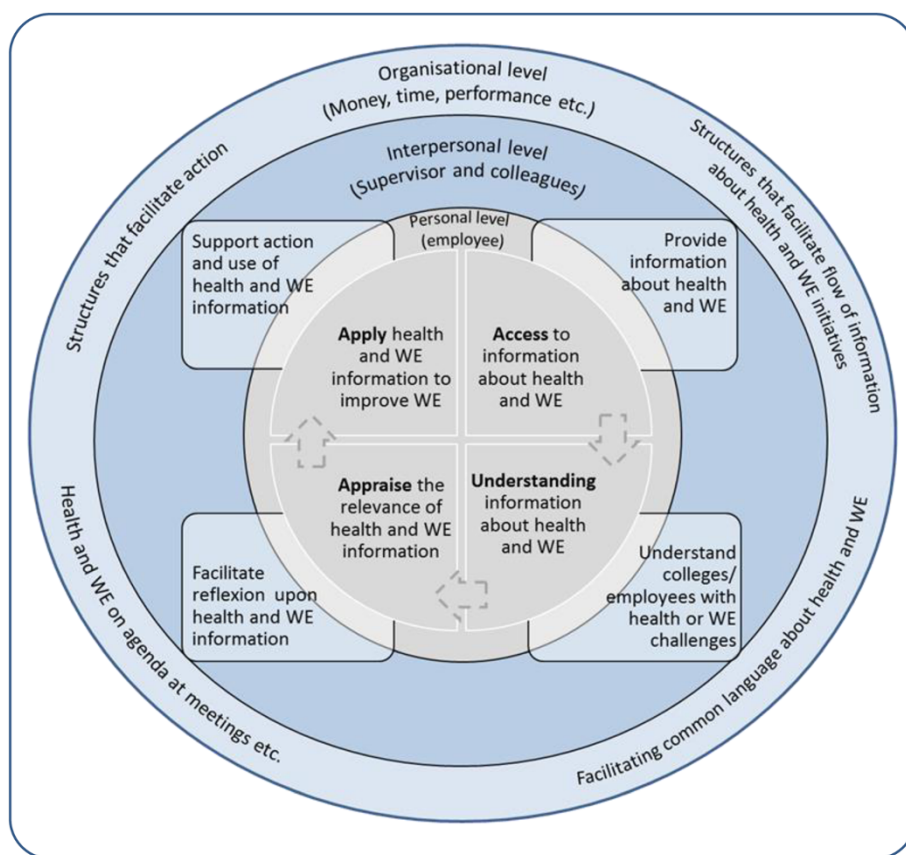 Organisational level
(Money, time, performance etc.)
Structures that facilitate action
Structures that facilitate flow of information
about health and WE initiatives
Interpersonal level
(Supervisor and colleagues)
Personal level
(employee)
Support action
and use of
health and WE
information
Provide
information
about health
and WE
Apply health
and WE
information to
improve WE
Access to
information
about health
and WE
Appraise the
relevance of
health and WE
information
Understanding
information
about health
and WE
Facilitate
reflexion upon
health and WE
information
Understand
colleges/
employees with
health or WE
challenges
Health and WE on agenda at meetings etc.
Facilitating common language about health and WE